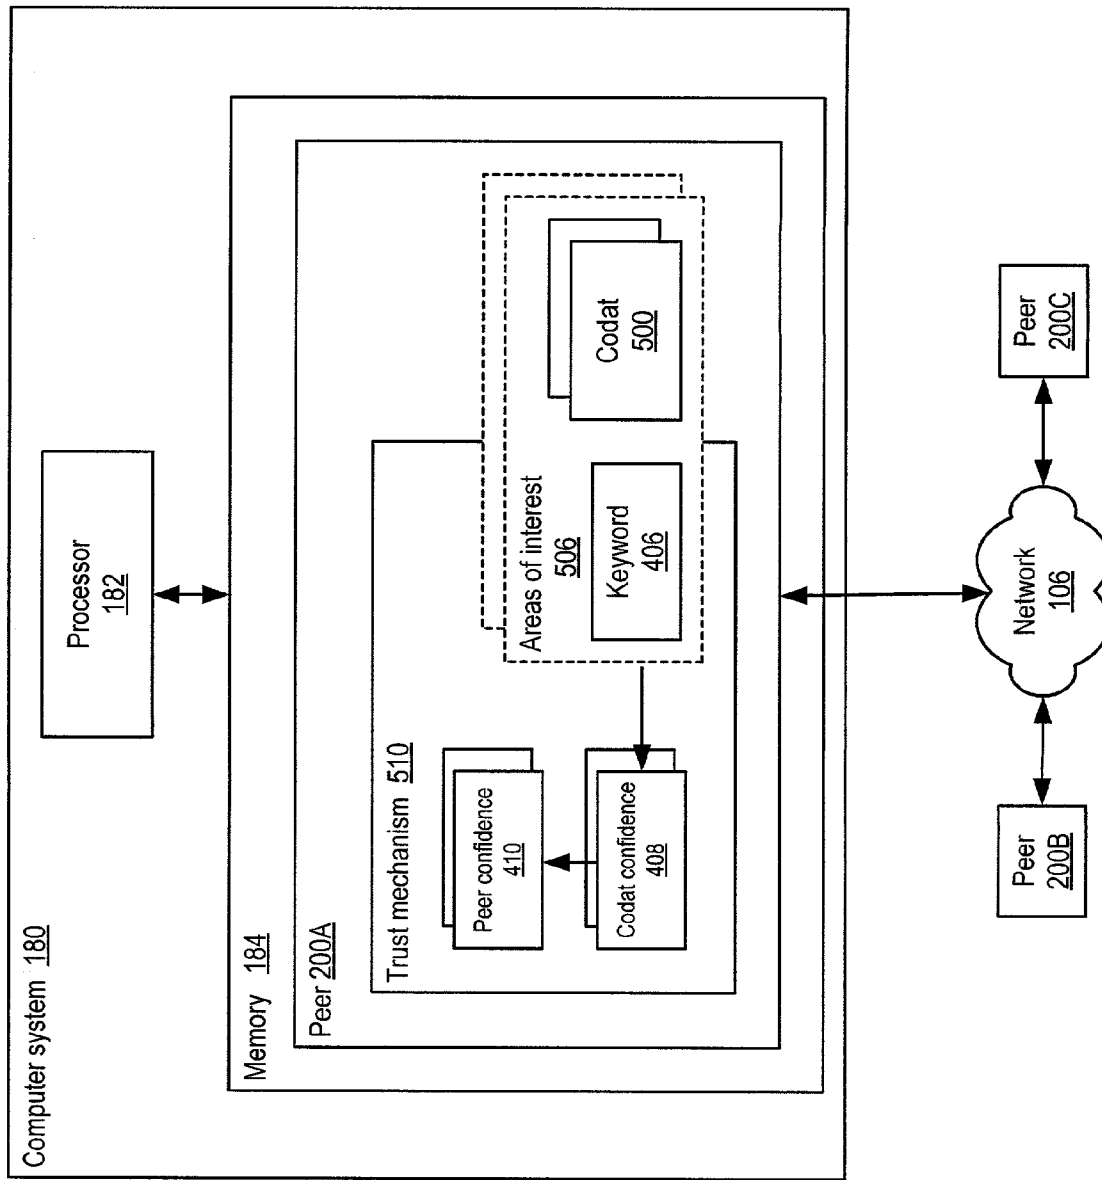 Computer system 180
Processor
182
Memory 184
Peer 200A
Trust mechanism 510
Peer confidence
410
Codat confidence
408
Areas of interest
506
Keyword
406
Codat
500
Peer
200B
Network
106
Peer
200C